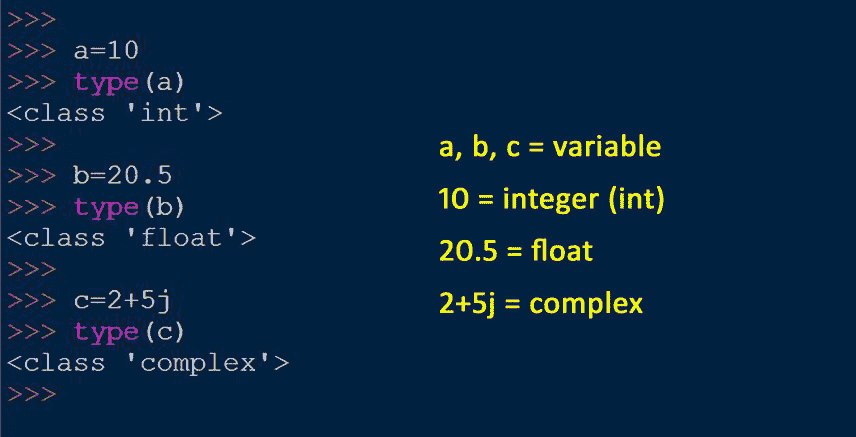 >>>
>>> a=10
>>> type(a)
<class 'int'>
>>>
>>> b=20.5
>>> type(b)
<class 'float'>
>>>
>>> c=2+5j
>>> type(c)
<class 'complex'>
>>>
a, b, c = variable
10 = integer (int)
20.5 = float
2+5j = complex